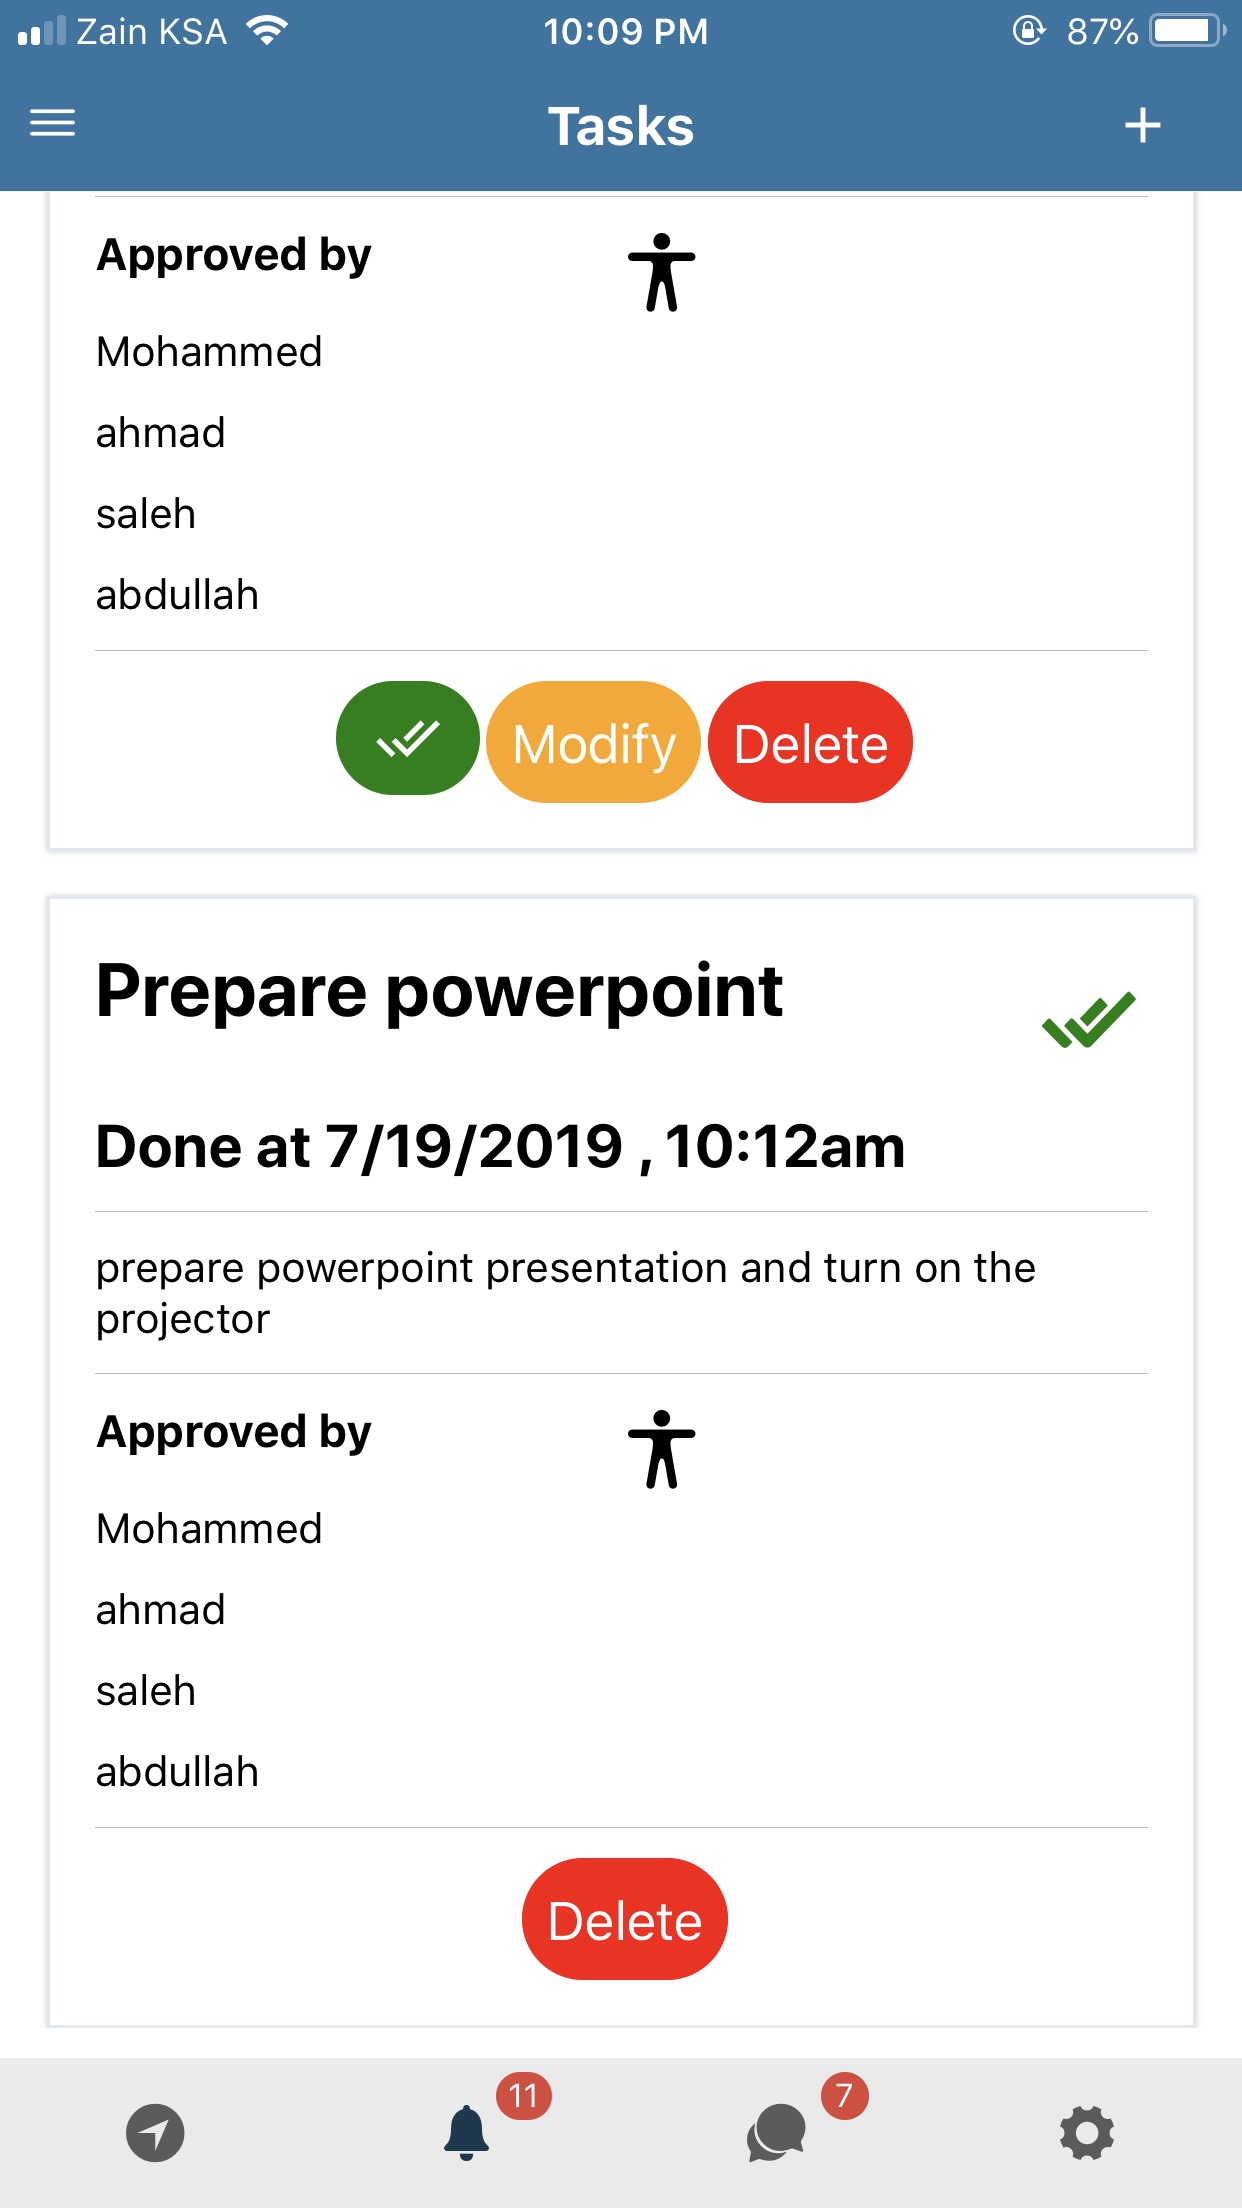 Zain KSA 10:09 PM 87%
Tasks
Approved by
Mohammed
ahmad
saleh
abdullah
Modify Delete
Prepare powerpoint
Done at 7/19/2019 , 10:12am
prepare powerpoint presentation and turn on the
projector
Approved by
Mohammed
ahmad
saleh
abdullah
Delete
11 7